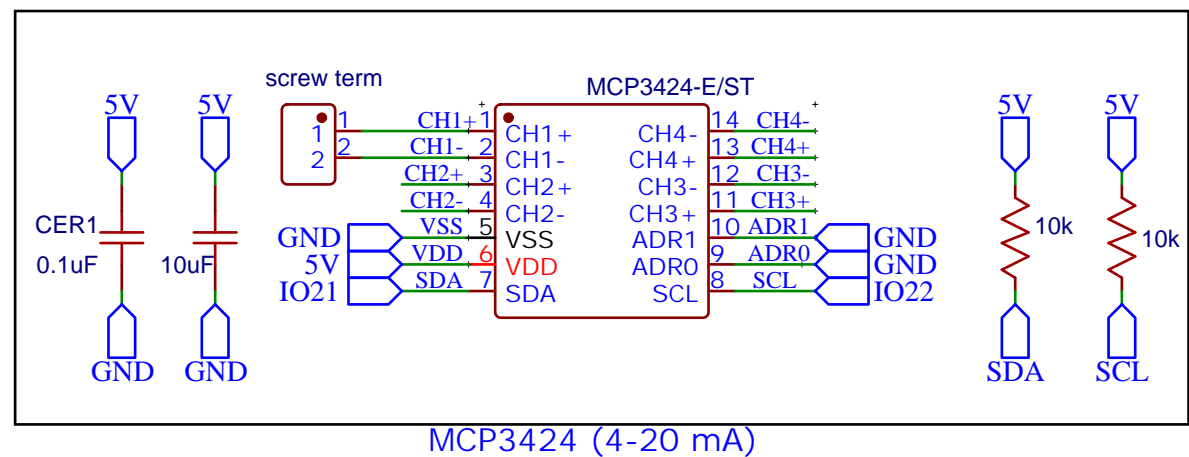 screw term
MCP3424-E/ST
5V
5V
5V
5V
1
1
CH1+
1
CH1+
2
2
CH1-
2
CH1-
CH2+
3
CH2+
CH2-
4
CH2-
GND
VSS
5
VSS
5V
VDD
6
VDD
IO21
SDA
7
SDA
CH4-
14
CH4-
CH4+
13
CH4+
CH3-
12
CH3-
CH3+
11
CH3+
ADR1
10
ADR1
GND
ADR0
9
ADR0
GND
SCL
8
SCL
IO22
CER1
0.1uF
10uF
10k
10k
GND
GND
SDA
SCL
MCP3424 (4-20 mA)